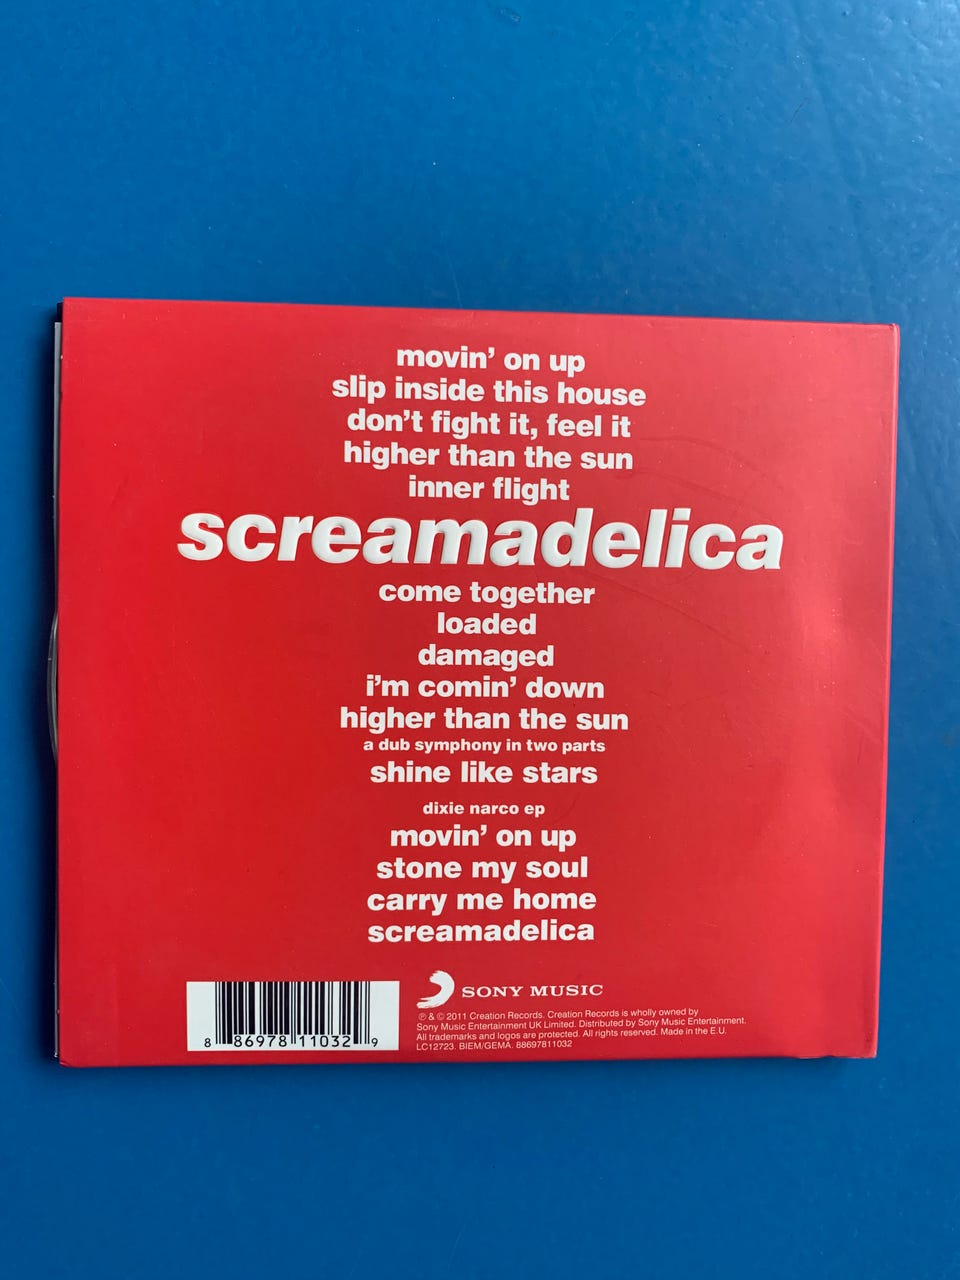 movin' on up
slip inside this house
don't fight it, feel it
higher than the sun
inner flight
screamadelica
come together
loaded
damaged
i'm comin' down
higher than the sun
a dub symphony in two parts
shine like stars
dixie narco ep
movin' on up
stone my soul
carry me home
screamadelica
SONY MUSIC
℗ & © 2011 Creation Records. Creation Records is wholly owned by
Sony Music Entertainment UK Limited. Distributed by Sony Music Entertainment.
All trademarks and logos are protected. All rights reserved. Made in the E.U.
LC12723. BIEM/GEMA. 88697811032
8 86978 11032 9